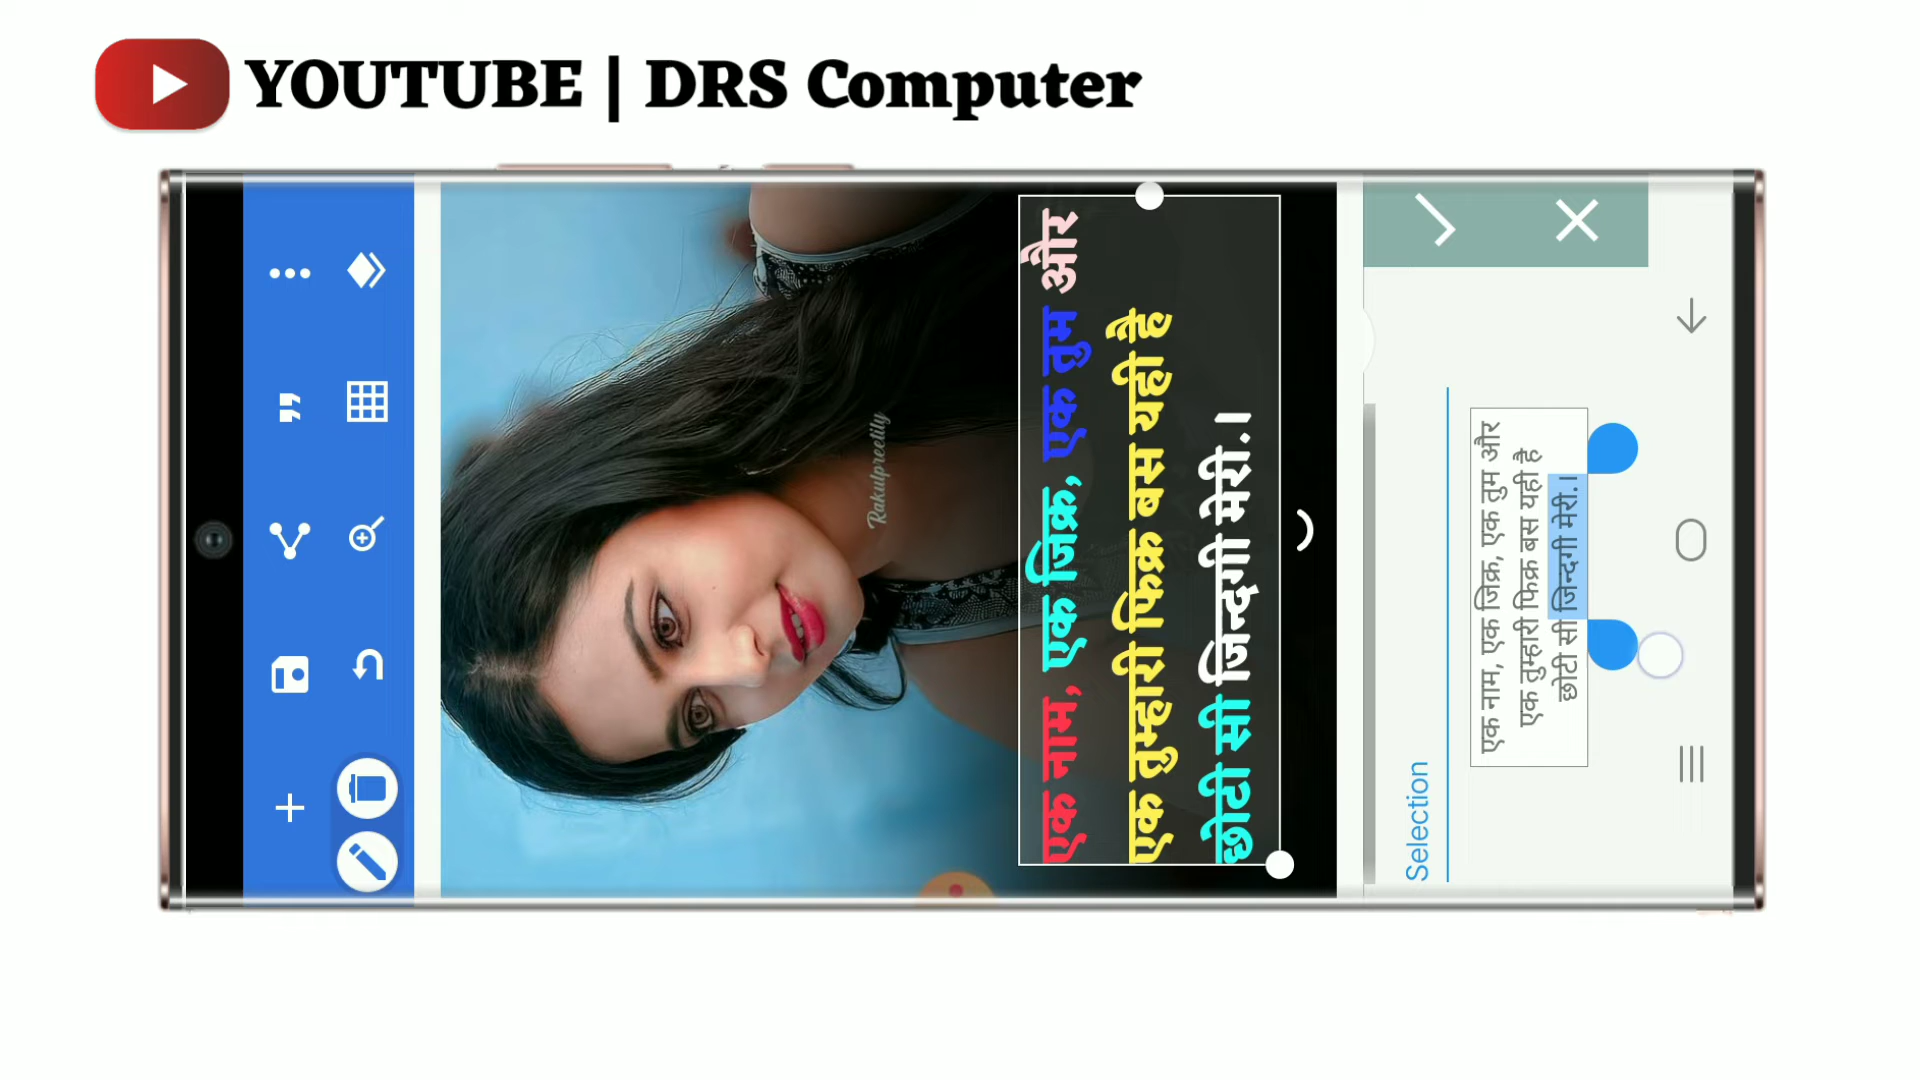 YOUTUBE | DRS Computer
Rakulpreetily
एक नाम, एक जिक्र, एक तुम और
एक तुम्हारी फिक्र बस यही है
छोटी सी जिन्दगी मेरी.।
Selection
एक नाम, एक जिक्र, एक तुम और
एक तुम्हारी फिक्र बस यही है
छोटी सी जिन्दगी मेरी.।